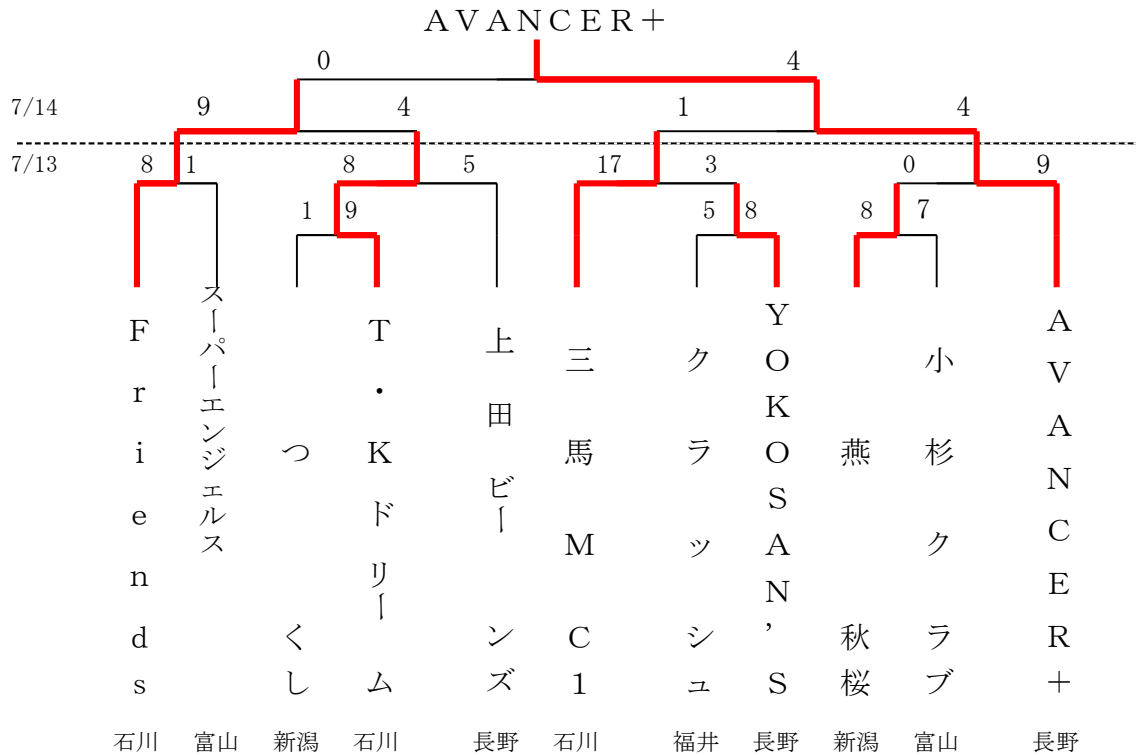 ＡＶＡＮＣＥＲ＋
0 4
7/14 9 4 1 4
7/13 8 1 8 5 17 3 0 9
1 9 5 8 8 7
Ｆｒｉｅｎｄｓ
スーパーエンジェルス
つくし
Ｔ・Ｋドリーム
上田ビーンズ
三馬ＭＣ１
クラッシュ
ＹＯＫＯＳＡＮ’Ｓ
燕秋桜
小杉クラブ
ＡＶＡＮＣＥＲ＋
石川 富山 新潟 石川 長野 石川 福井 長野 新潟 富山 長野